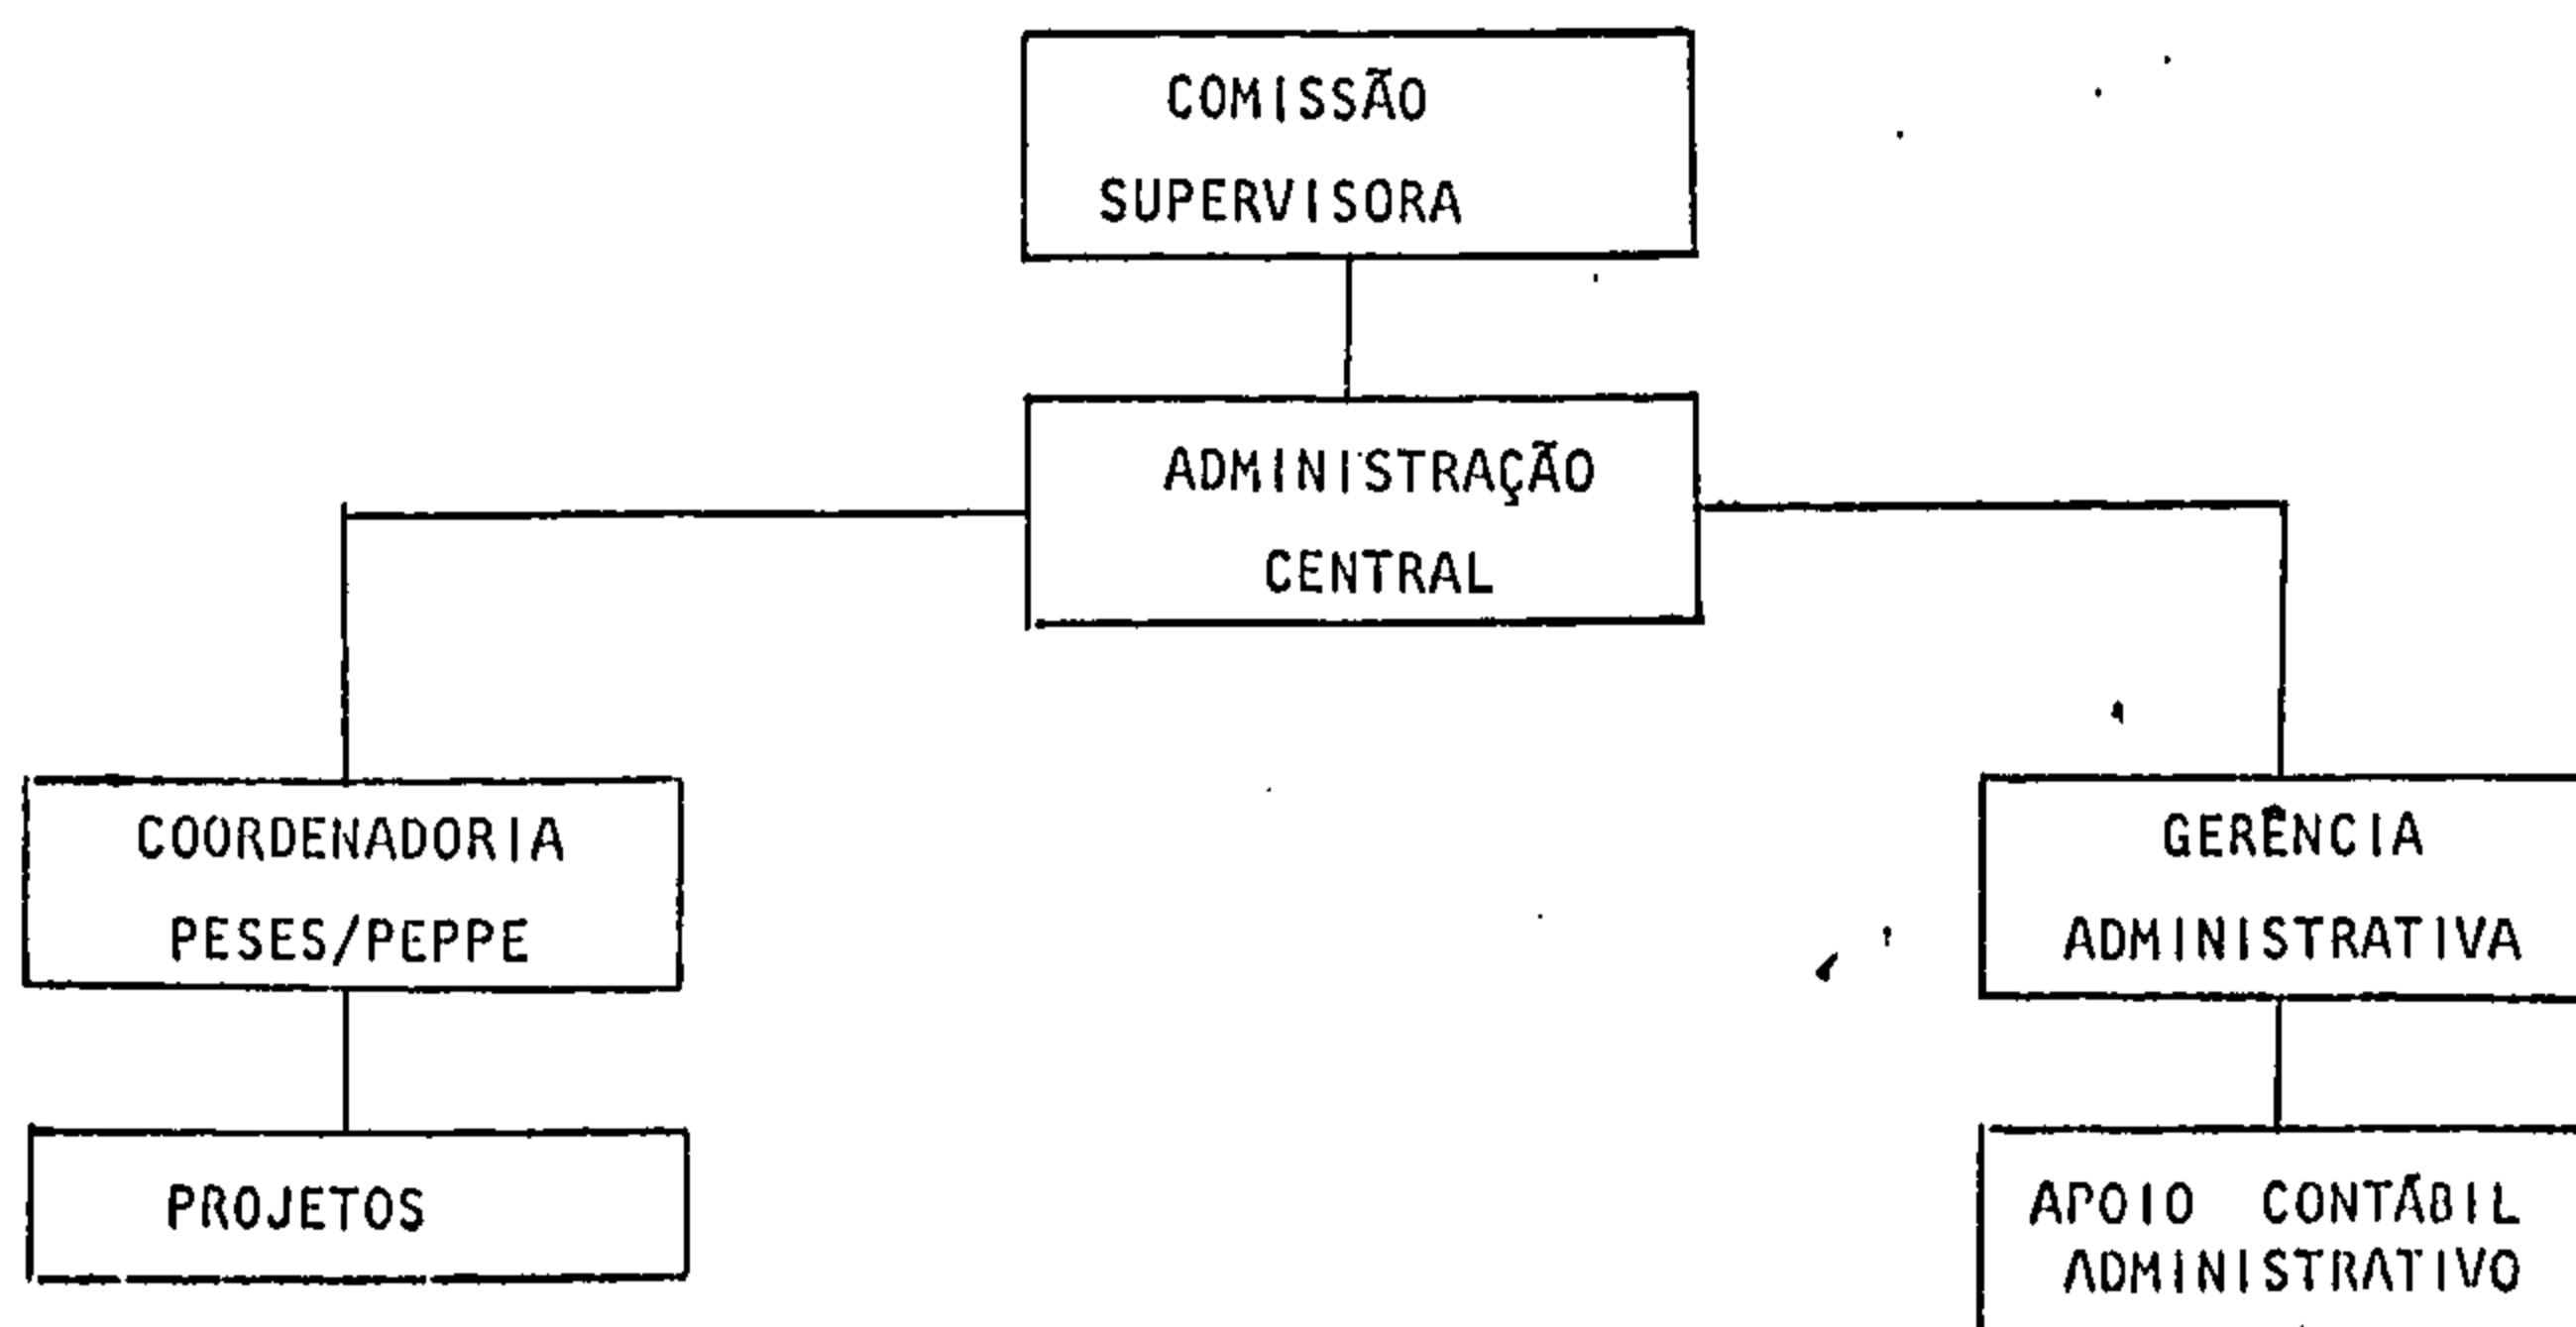 COMISSÃO
SUPERVISORA
ADMINISTRAÇÃO
CENTRAL
COORDENADORIA
PESES/PEPPE
GERÊNCIA
ADMINISTRATIVA
PROJETOS
APOIO CONTÁBIL
ADMINISTRATIVO